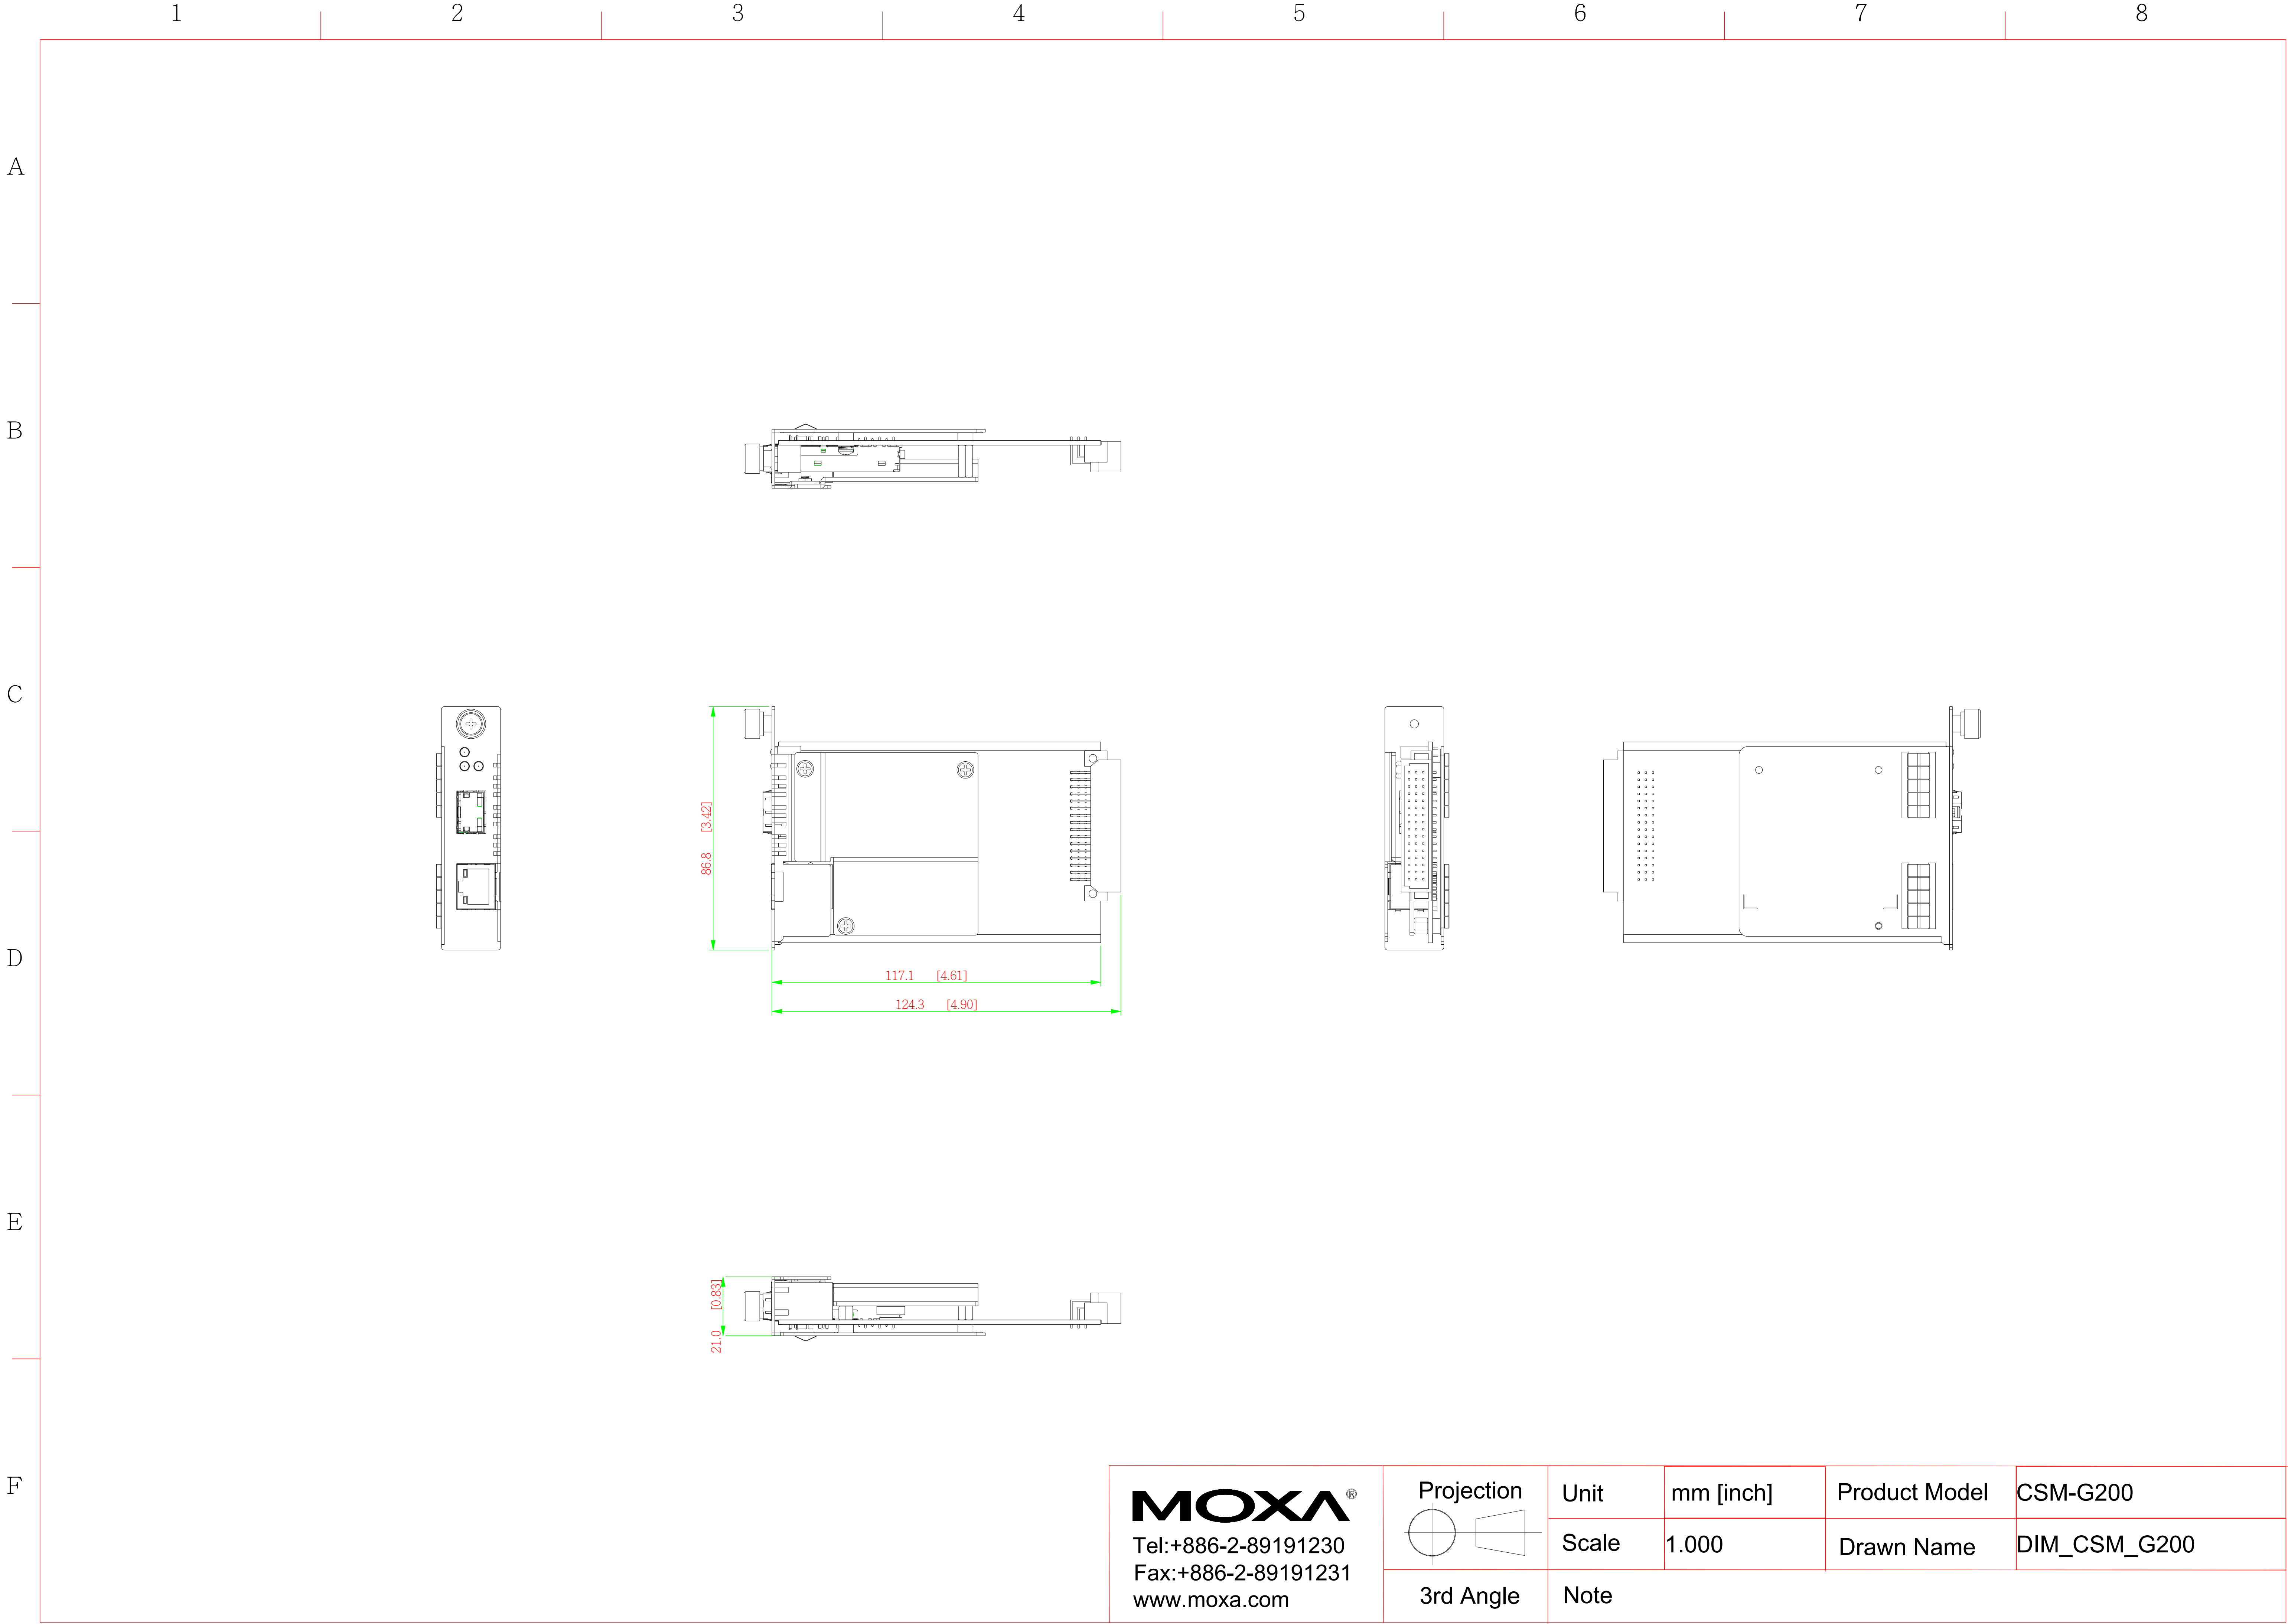 1 2 3 4 5 6 7 8
A
B
C
D
E
F
86.8 [3.42]
117.1 [4.61]
124.3 [4.90]
21.0 [0.83]
MOXA®
Tel:+886-2-89191230
Fax:+886-2-89191231
www.moxa.com
Projection
3rd Angle
Unit mm [inch] Product Model CSM-G200
Scale 1.000 Drawn Name DIM_CSM_G200
Note